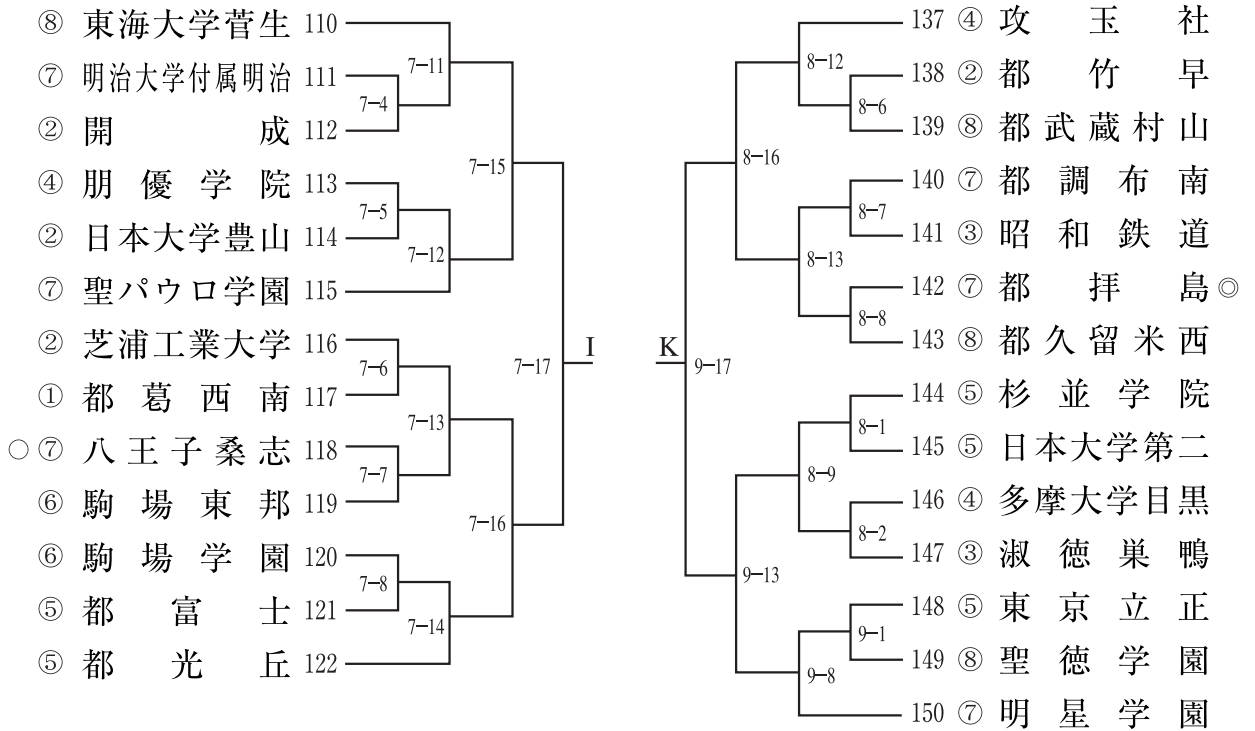 ⑧ 東海大学菅生 110
⑦ 明治大学付属明治 111
② 開成 112
④ 朋優学院 113
② 日本大学豊山 114
⑦ 聖パウロ学園 115
② 芝浦工業大学 116
① 都葛西南 117
○⑦ 八王子桑志 118
⑥ 駒場東邦 119
⑥ 駒場学園 120
⑤ 都富士 121
⑤ 都光丘 122
7-11
7-4
7-15
7-5
7-12
7-6
7-17
I
7-13
7-7
7-16
7-8
7-14
137 ④ 攻玉社
138 ② 都竹早
139 ⑧ 都武蔵村山
140 ⑦ 都調布南
141 ③ 昭和鉄道
142 ⑦ 都拝島 ◎
143 ⑧ 都久留米西
144 ⑤ 杉並学院
145 ⑤ 日本大学第二
146 ④ 多摩大学目黒
147 ③ 淑徳巣鴨
148 ⑤ 東京立正
149 ⑧ 聖徳学園
150 ⑦ 明星学園
8-12
8-6
8-16
8-7
8-13
8-8
K
9-17
8-1
8-9
8-2
9-13
9-1
9-8